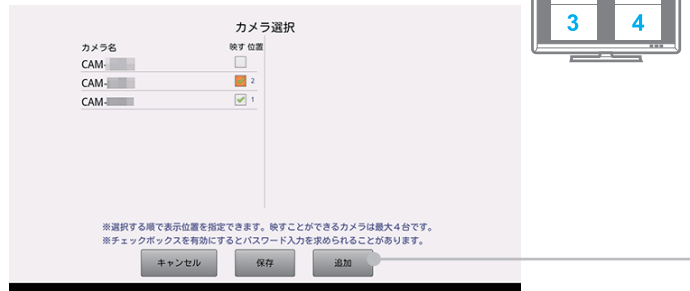 カメラ選択
カメラ名 映す 位置
CAM-
CAM- 2
CAM- 1
※選択する順で表示位置を指定できます。映すことができるカメラは最大4台です。
※チェックボックスを有効にするとパスワード入力を求められることがあります。
キャンセル 保存 追加
3 4